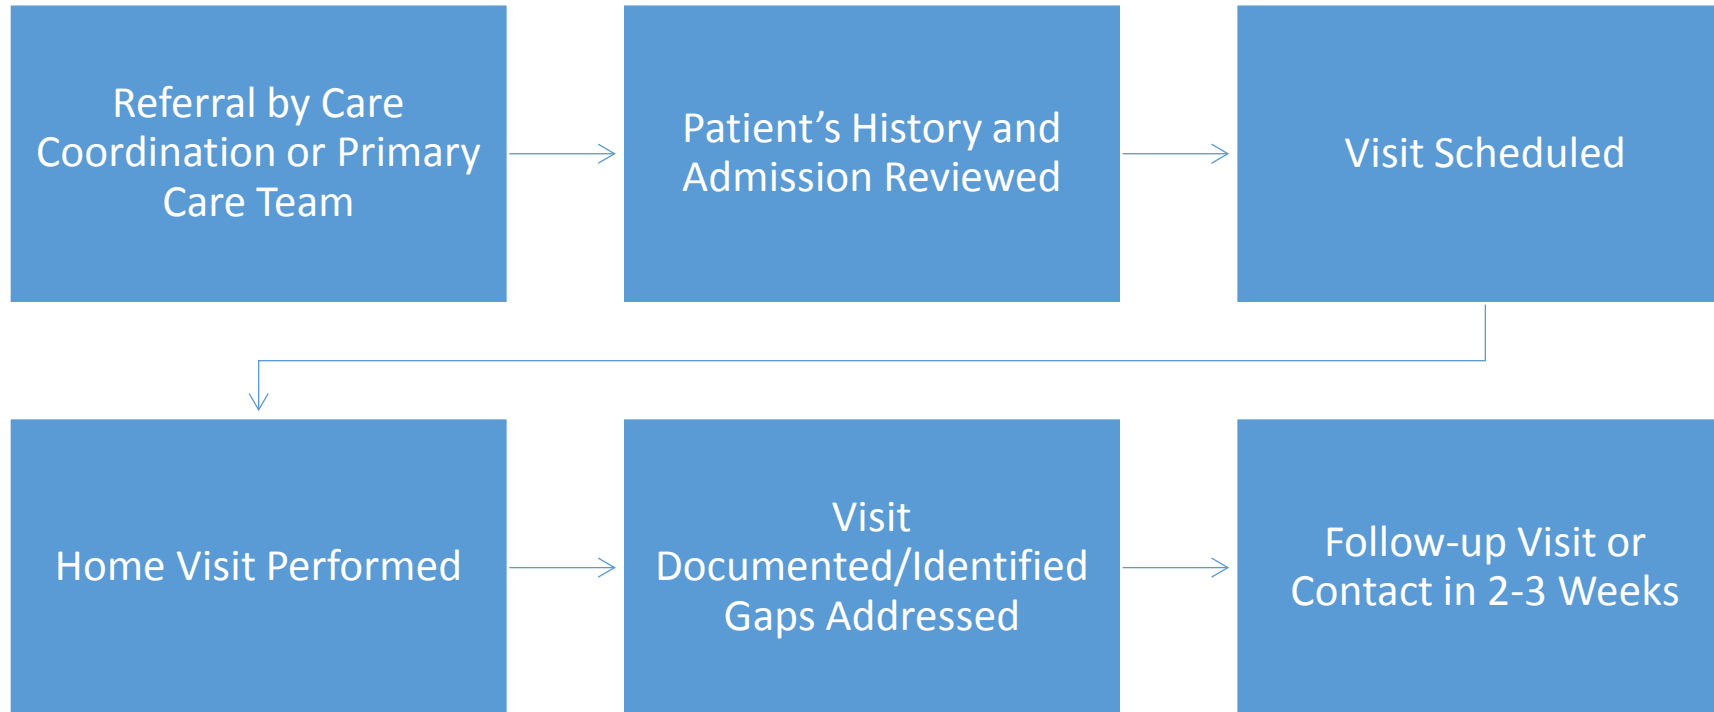 Referral by Care
Coordination or Primary
Care Team
Patient’s History and
Admission Reviewed
Visit Scheduled
Home Visit Performed
Visit
Documented/Identified
Gaps Addressed
Follow-up Visit or
Contact in 2-3 Weeks